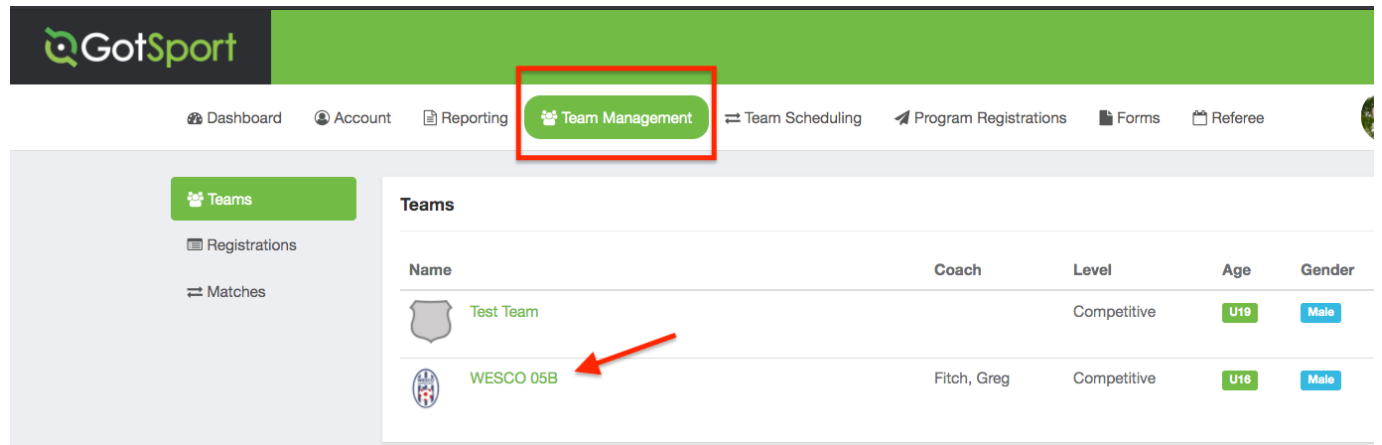 GotSport
Dashboard Account Reporting Team Management Team Scheduling Program Registrations Forms Referee
Teams
Registrations
Matches
Teams
Name Coach Level Age Gender
Test Team Competitive U19 Male
WESCO 05B Fitch, Greg Competitive U16 Male